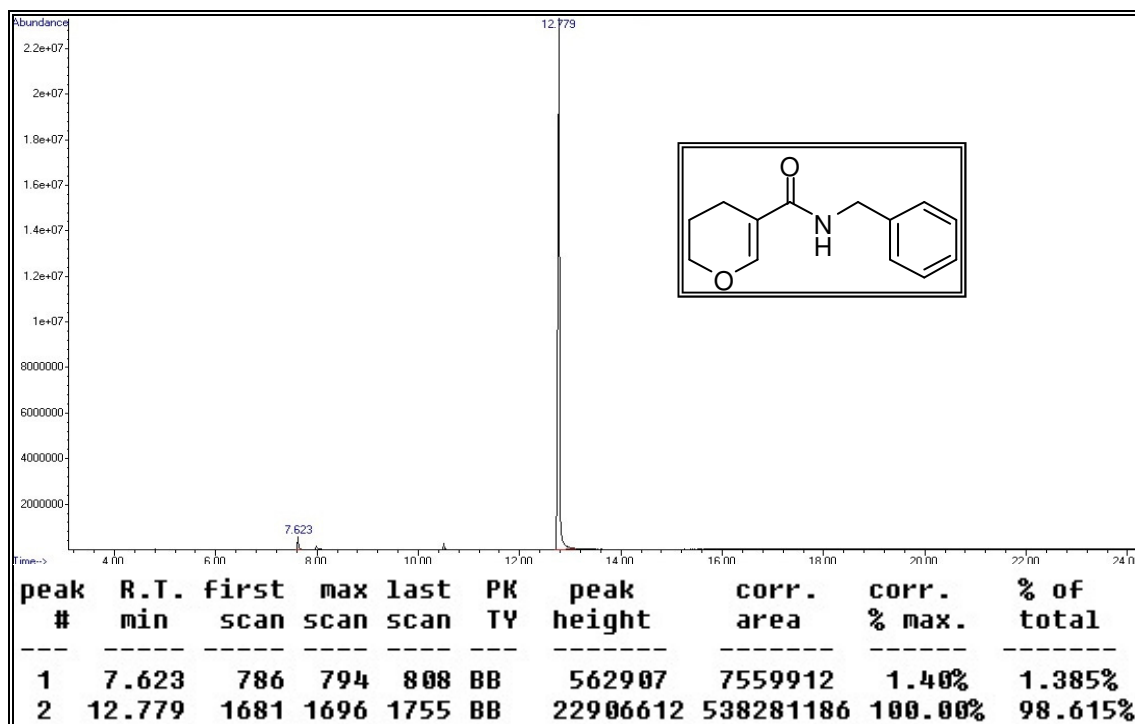 Abundance
12.779
2.2e+07
2e+07
1.8e+07
1.6e+07
1.4e+07
1.2e+07
1e+07
8000000
6000000
4000000
2000000
O
N
H
O
7.623
Time-->
4.00 6.00 8.00 10.00 12.00 14.00 16.00 18.00 20.00 22.00 24.00
peak R.T. first max last PK peak corr. corr. % of
# min scan scan scan TY height area % max. total
--- ----- ----- ---- ---- --- ------- ------- ------ -------
1 7.623 786 794 808 BB 562907 7559912 1.40% 1.385%
2 12.779 1681 1696 1755 BB 22906612 538281186 100.00% 98.615%